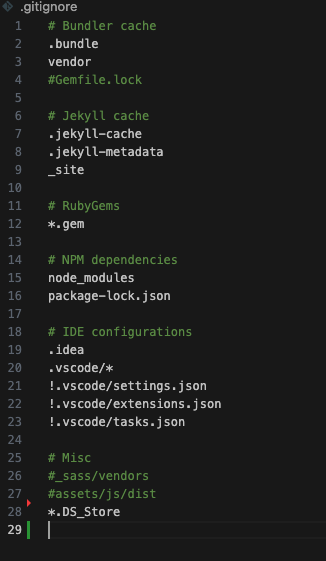 .gitignore
1 # Bundler cache
2 .bundle
3 vendor
4 #Gemfile.lock
5
6 # Jekyll cache
7 .jekyll-cache
8 .jekyll-metadata
9 _site
10
11 # RubyGems
12 *.gem
13
14 # NPM dependencies
15 node_modules
16 package-lock.json
17
18 # IDE configurations
19 .idea
20 .vscode/*
21 !.vscode/settings.json
22 !.vscode/extensions.json
23 !.vscode/tasks.json
24
25 # Misc
26 #_sass/vendors
27 #assets/js/dist
28 *.DS_Store
29